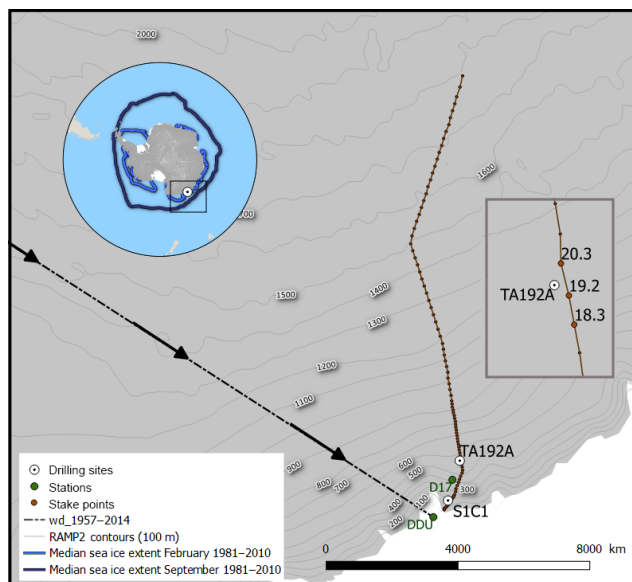 2000
1600
1500
1400
1300
1200
1100
900
800
700
600
500
400
200
300
20.3
TA192A
19.2
18.3
TA192A
D17
S1C1
DDU
Drilling sites
Stations
Stake points
wd_1957–2014
RAMP2 contours (100 m)
Median sea ice extent February 1981–2010
Median sea ice extent September 1981–2010
0
4000
8000 km